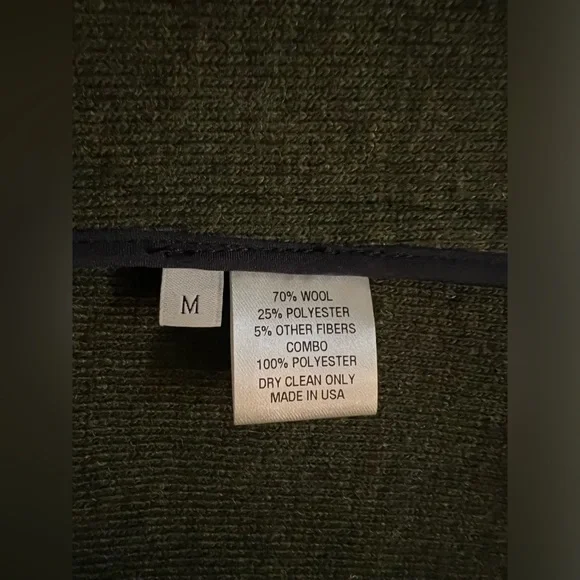 M
70% WOOL
25% POLYESTER
5% OTHER FIBERS
COMBO
100% POLYESTER
DRY CLEAN ONLY
MADE IN USA